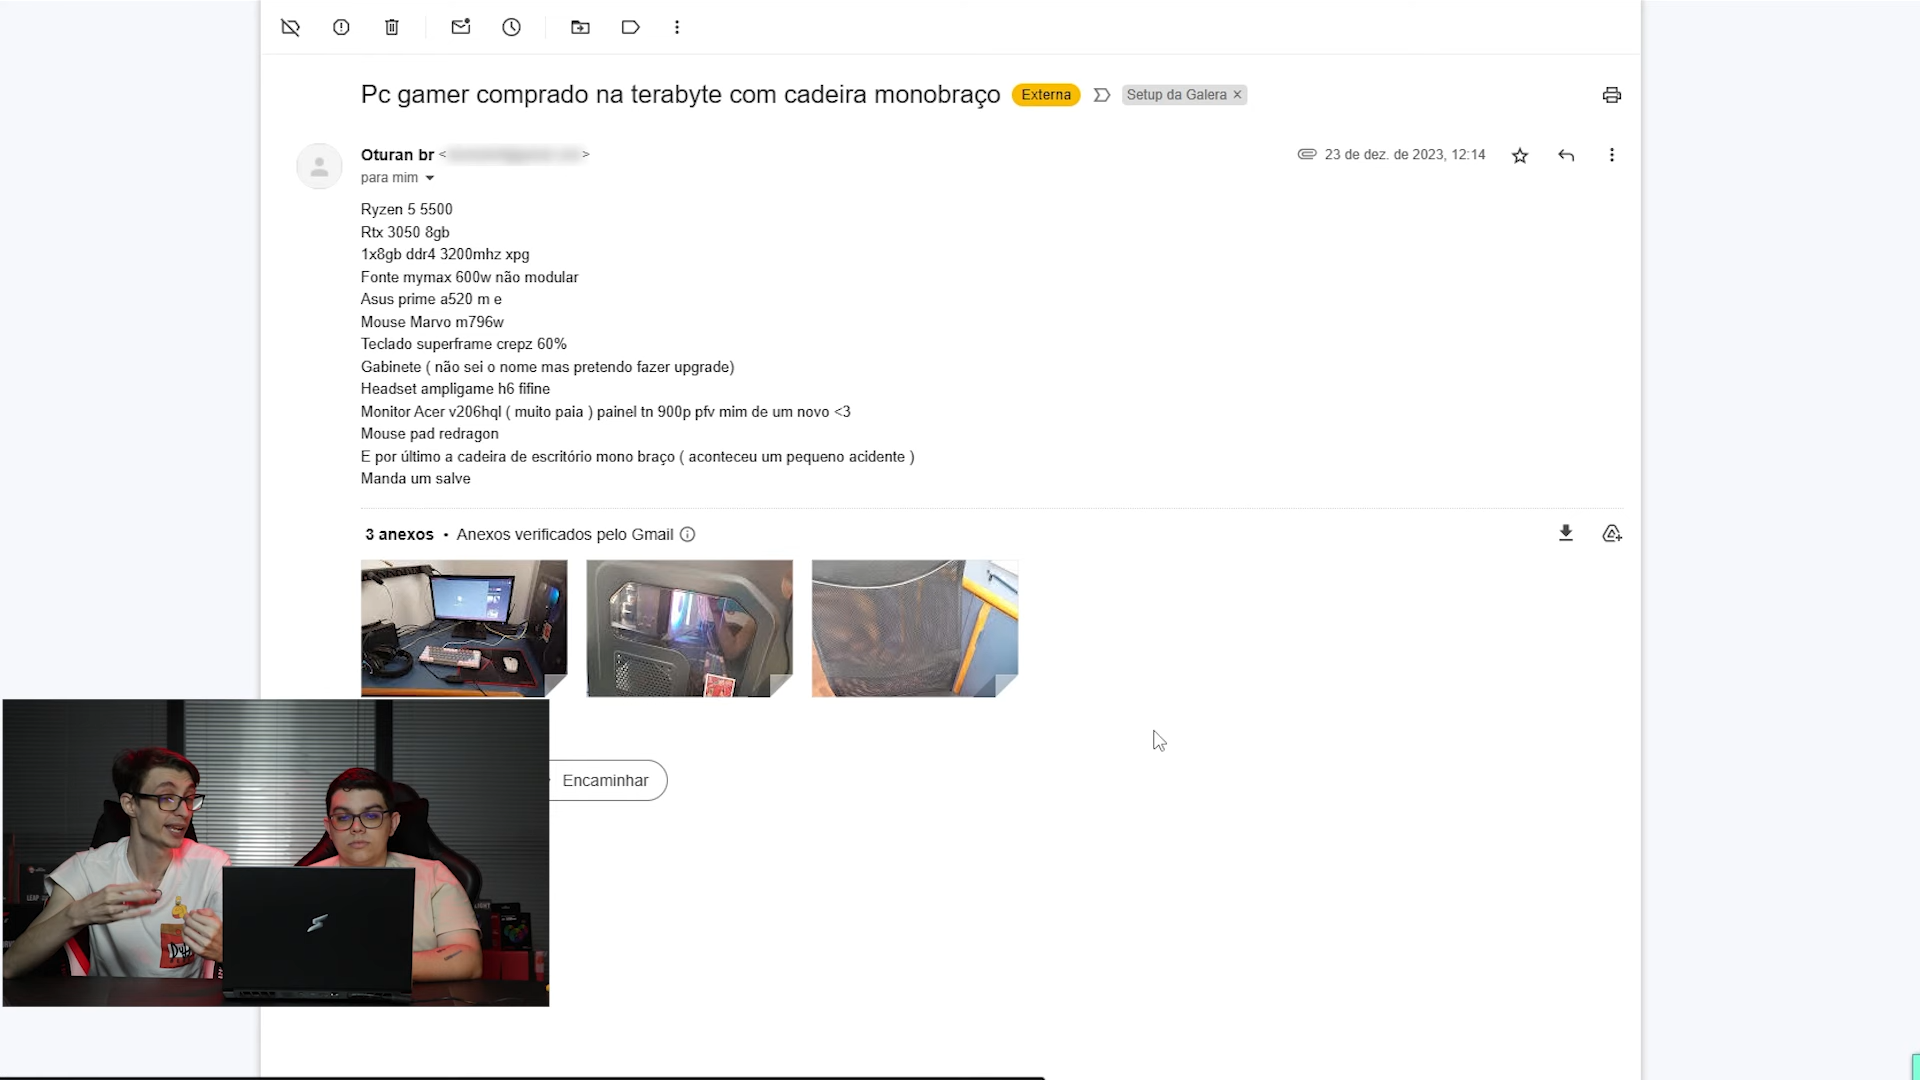 Pc gamer comprado na terabyte com cadeira monobraço Externa Setup da Galera ×
Oturan br < > 23 de dez. de 2023, 12:14
para mim
Ryzen 5 5500
Rtx 3050 8gb
1x8gb ddr4 3200mhz xpg
Fonte mymax 600w não modular
Asus prime a520 m e
Mouse Marvo m796w
Teclado superframe crepz 60%
Gabinete ( não sei o nome mas pretendo fazer upgrade)
Headset ampligame h6 fifine
Monitor Acer v206hql ( muito paia ) painel tn 900p pfv mim de um novo <3
Mouse pad redragon
E por último a cadeira de escritório mono braço ( aconteceu um pequeno acidente )
Manda um salve
3 anexos • Anexos verificados pelo Gmail
Encaminhar
LEAP